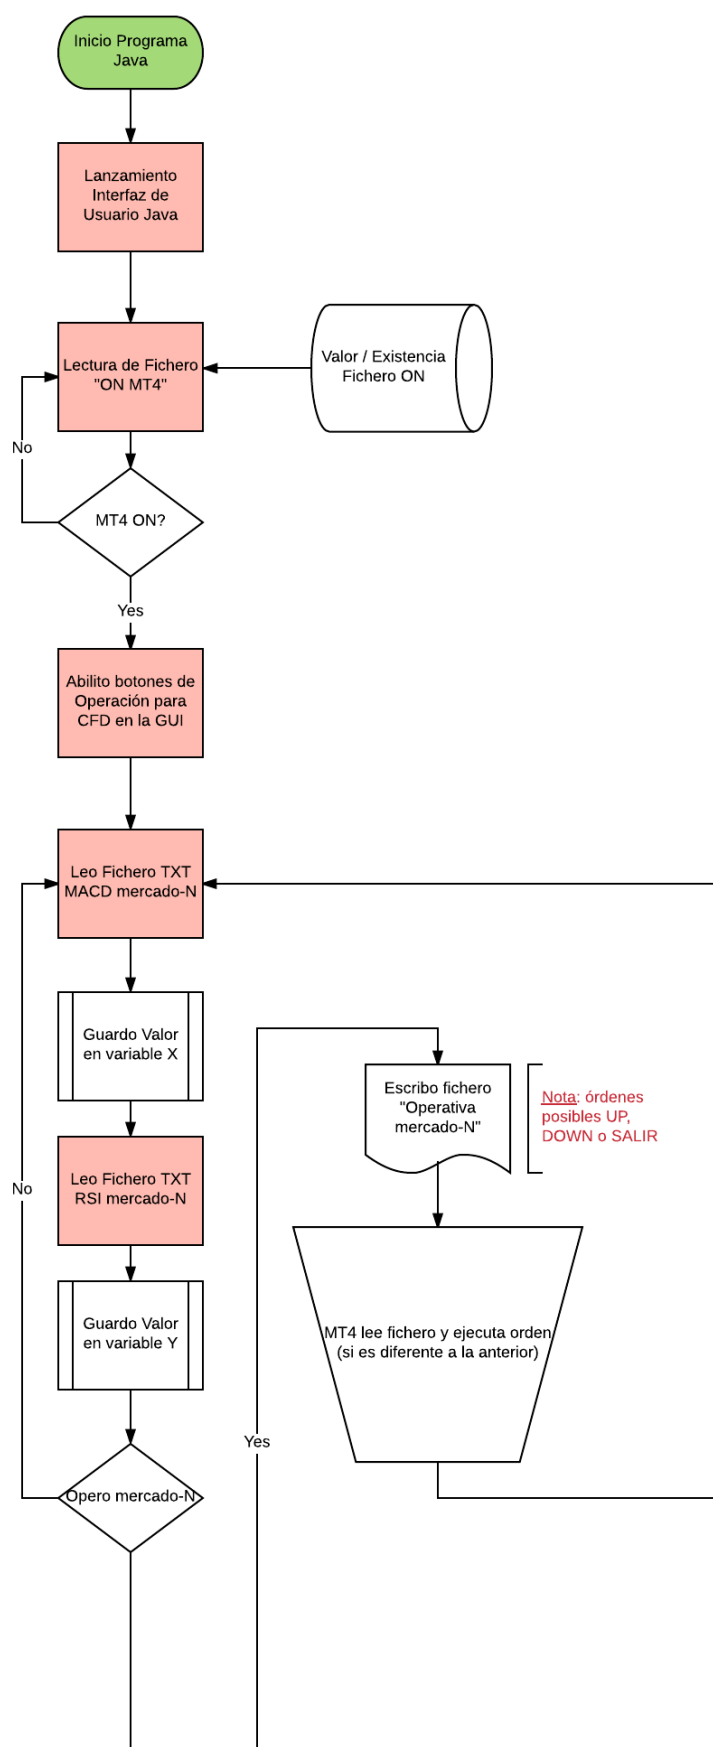 Inicio Programa
Java
Lanzamiento
Interfaz de
Usuario Java
Lectura de Fichero
"ON MT4"
Valor / Existencia
Fichero ON
No
MT4 ON?
Yes
Abilito botones de
Operación para
CFD en la GUI
Leo Fichero TXT
MACD mercado-N
Guardo Valor
en variable X
Leo Fichero TXT
RSI mercado-N
No
Guardo Valor
en variable Y
Opero mercado-N
Yes
Escribo fichero
"Operativa
mercado-N"
Nota: órdenes
posibles UP,
DOWN o SALIR
MT4 lee fichero y ejecuta orden
(si es diferente a la anterior)